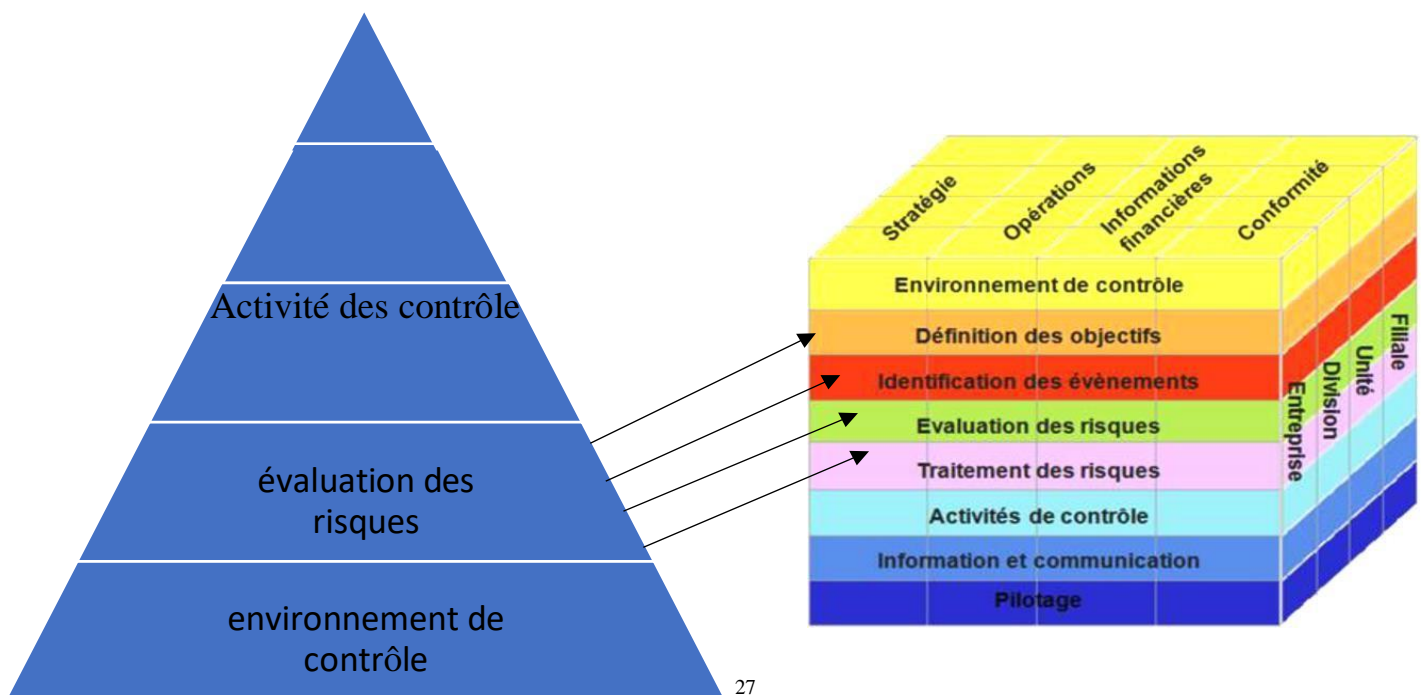 Activité des contrôle
évaluation des
risques
environnement de
contrôle
27
Stratégie
Opérations
Informations
financières
Conformité
Environnement de contrôle
Définition des objectifs
Identification des évènements
Evaluation des risques
Traitement des risques
Activités de contrôle
Information et communication
Pilotage
Entreprise
Division
Unité
Filiale